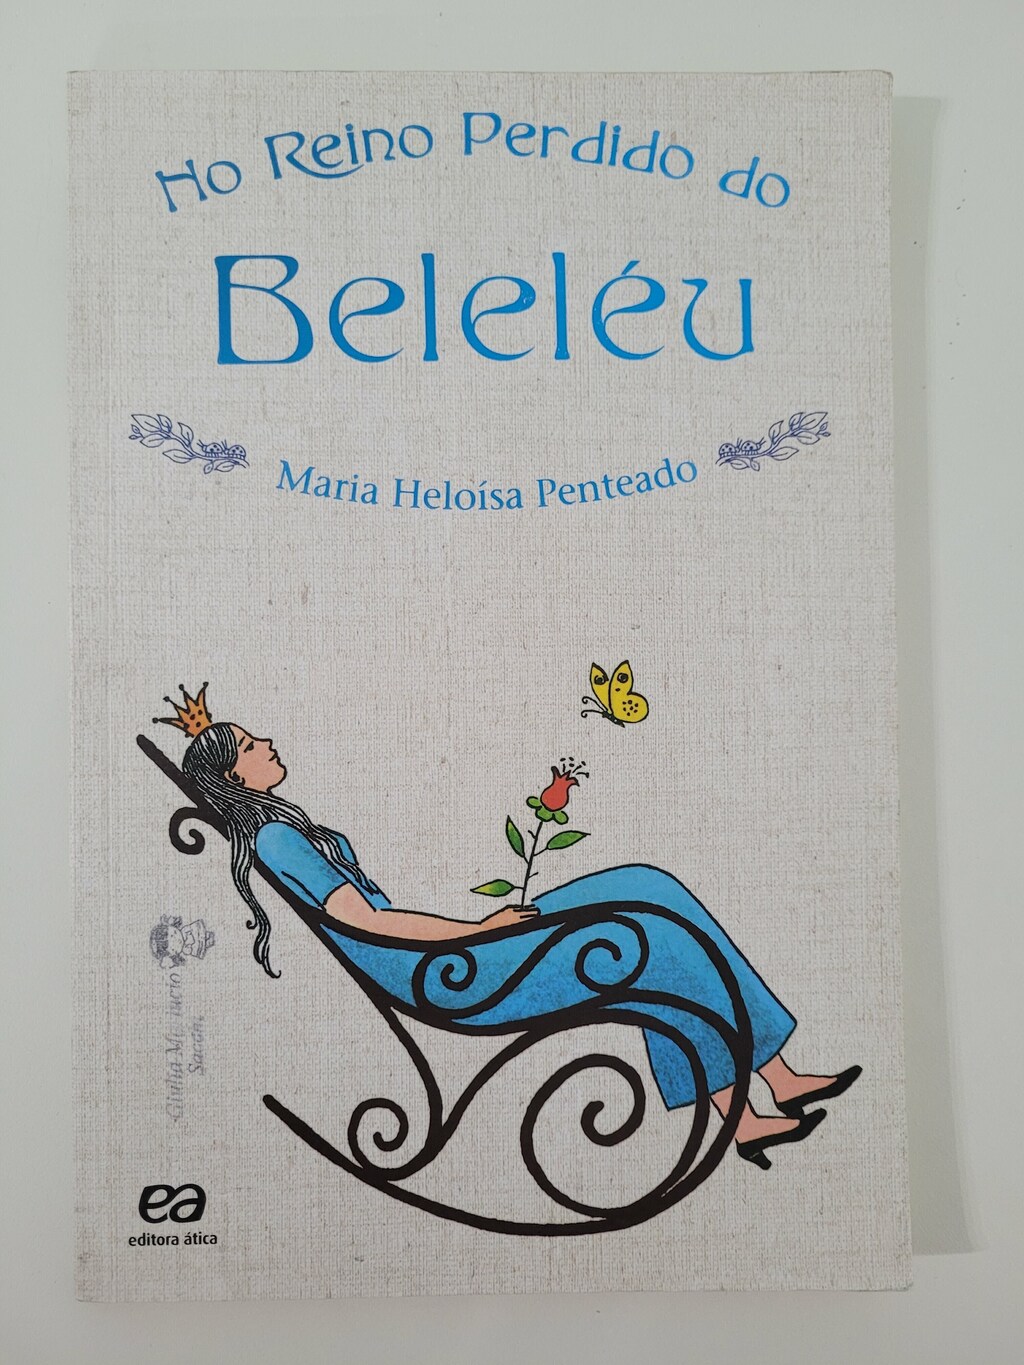 No Reino Perdido do
Beleléu
Maria Heloísa Penteado
ea
editora ática